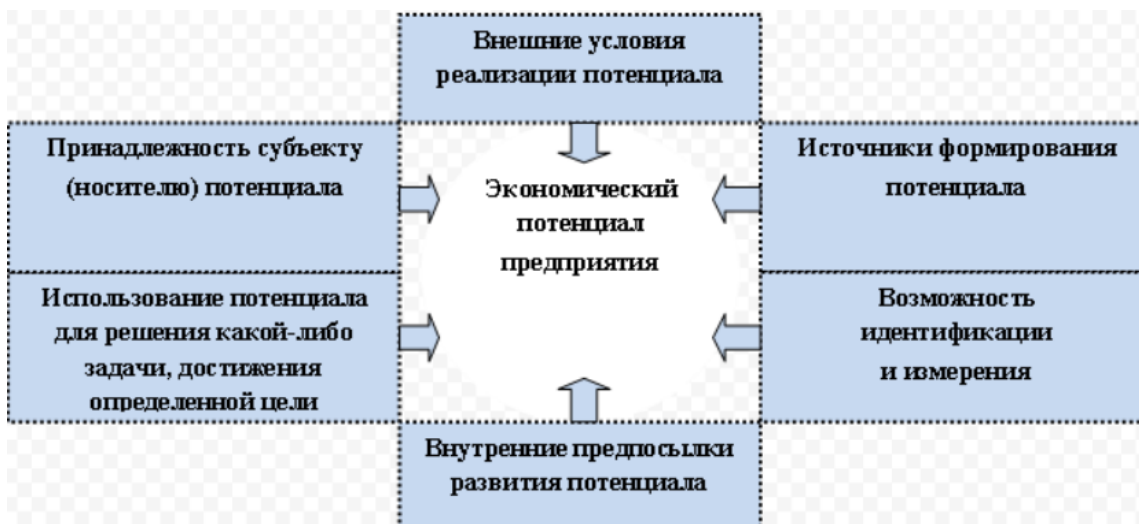 Внешние условия
реализации потенциала
Принадлежность субъекту
(носителю) потенциала
Экономический
потенциал
предприятия
Источники формирования
потенциала
Использование потенциала
для решения какой-либо
задачи, достижения
определенной цели
Возможность
идентификации
и измерения
Внутренние предпосылки
развития потенциала